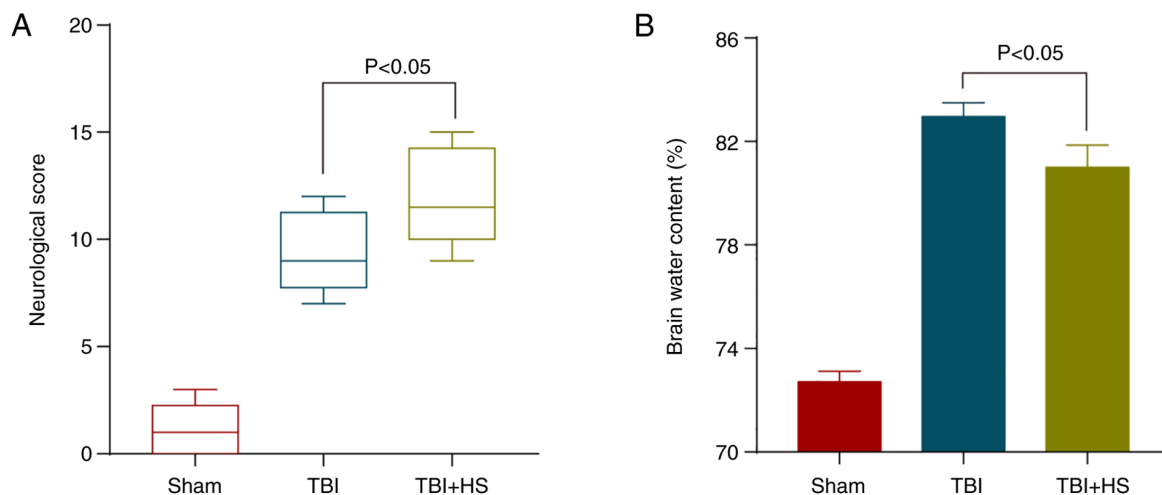 A
Neurological score
20
15
10
5
0
P<0.05
Sham
TBI
TBI+HS
B
Brain water content (%)
86
82
78
74
70
P<0.05
Sham
TBI
TBI+HS